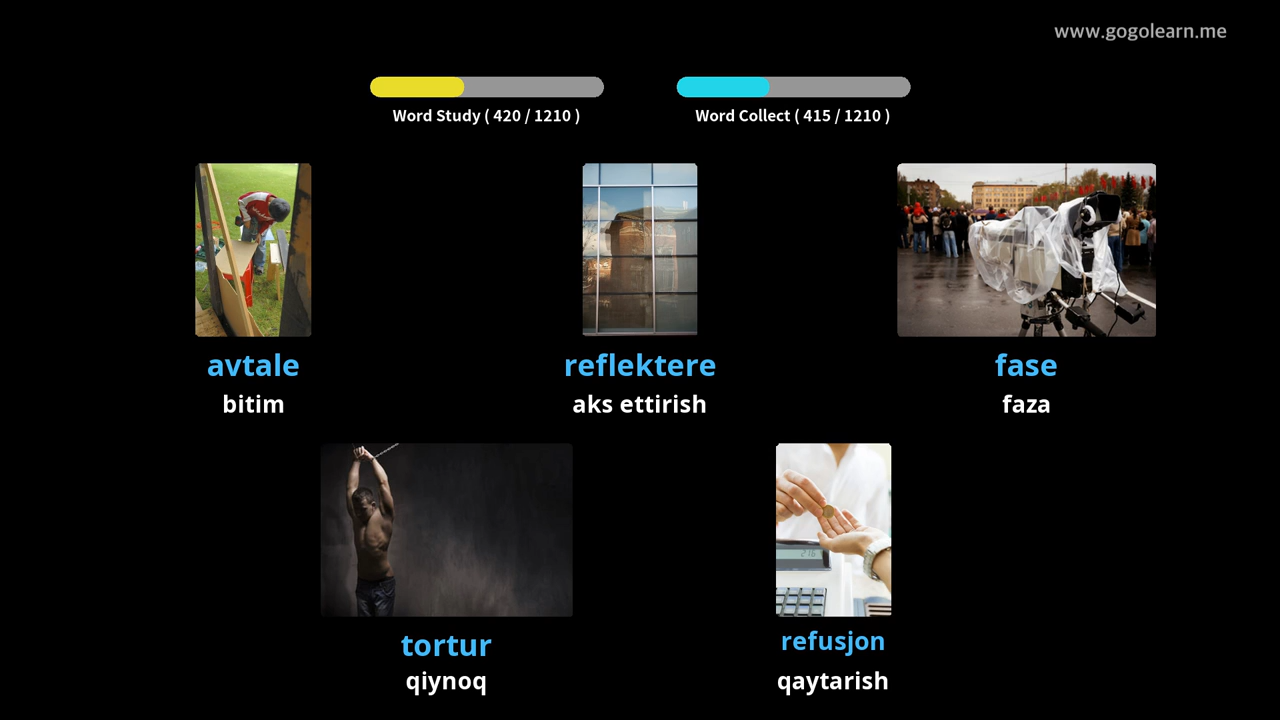 www.gogolearn.me
Word Study ( 420 / 1210 )
Word Collect ( 415 / 1210 )
avtale
bitim
reflektere
aks ettirish
fase
faza
tortur
qiynoq
refusjon
qaytarish